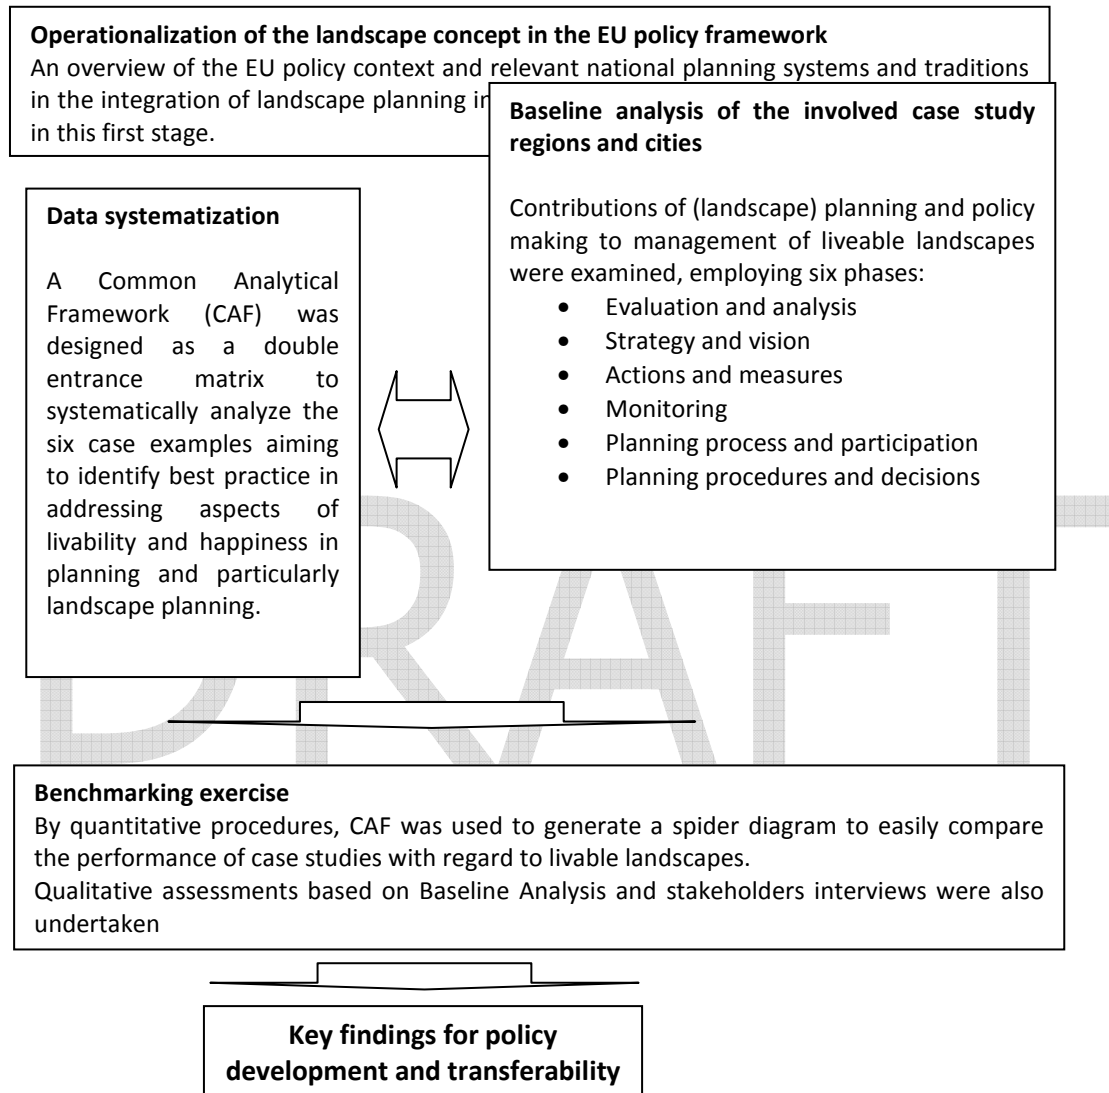 Operationalization of the landscape concept in the EU policy framework
An overview of the EU policy context and relevant national planning systems and traditions
in the integration of landscape planning in
in this first stage.
Baseline analysis of the involved case study
regions and cities
Contributions of (landscape) planning and policy
making to management of liveable landscapes
were examined, employing six phases:
• Evaluation and analysis
• Strategy and vision
• Actions and measures
• Monitoring
• Planning process and participation
• Planning procedures and decisions
Data systematization
A Common Analytical
Framework (CAF) was
designed as a double
entrance matrix to
systematically analyze the
six case examples aiming
to identify best practice in
addressing aspects of
livability and happiness in
planning and particularly
landscape planning.
DRAFT
Benchmarking exercise
By quantitative procedures, CAF was used to generate a spider diagram to easily compare
the performance of case studies with regard to livable landscapes.
Qualitative assessments based on Baseline Analysis and stakeholders interviews were also
undertaken
Key findings for policy
development and transferability